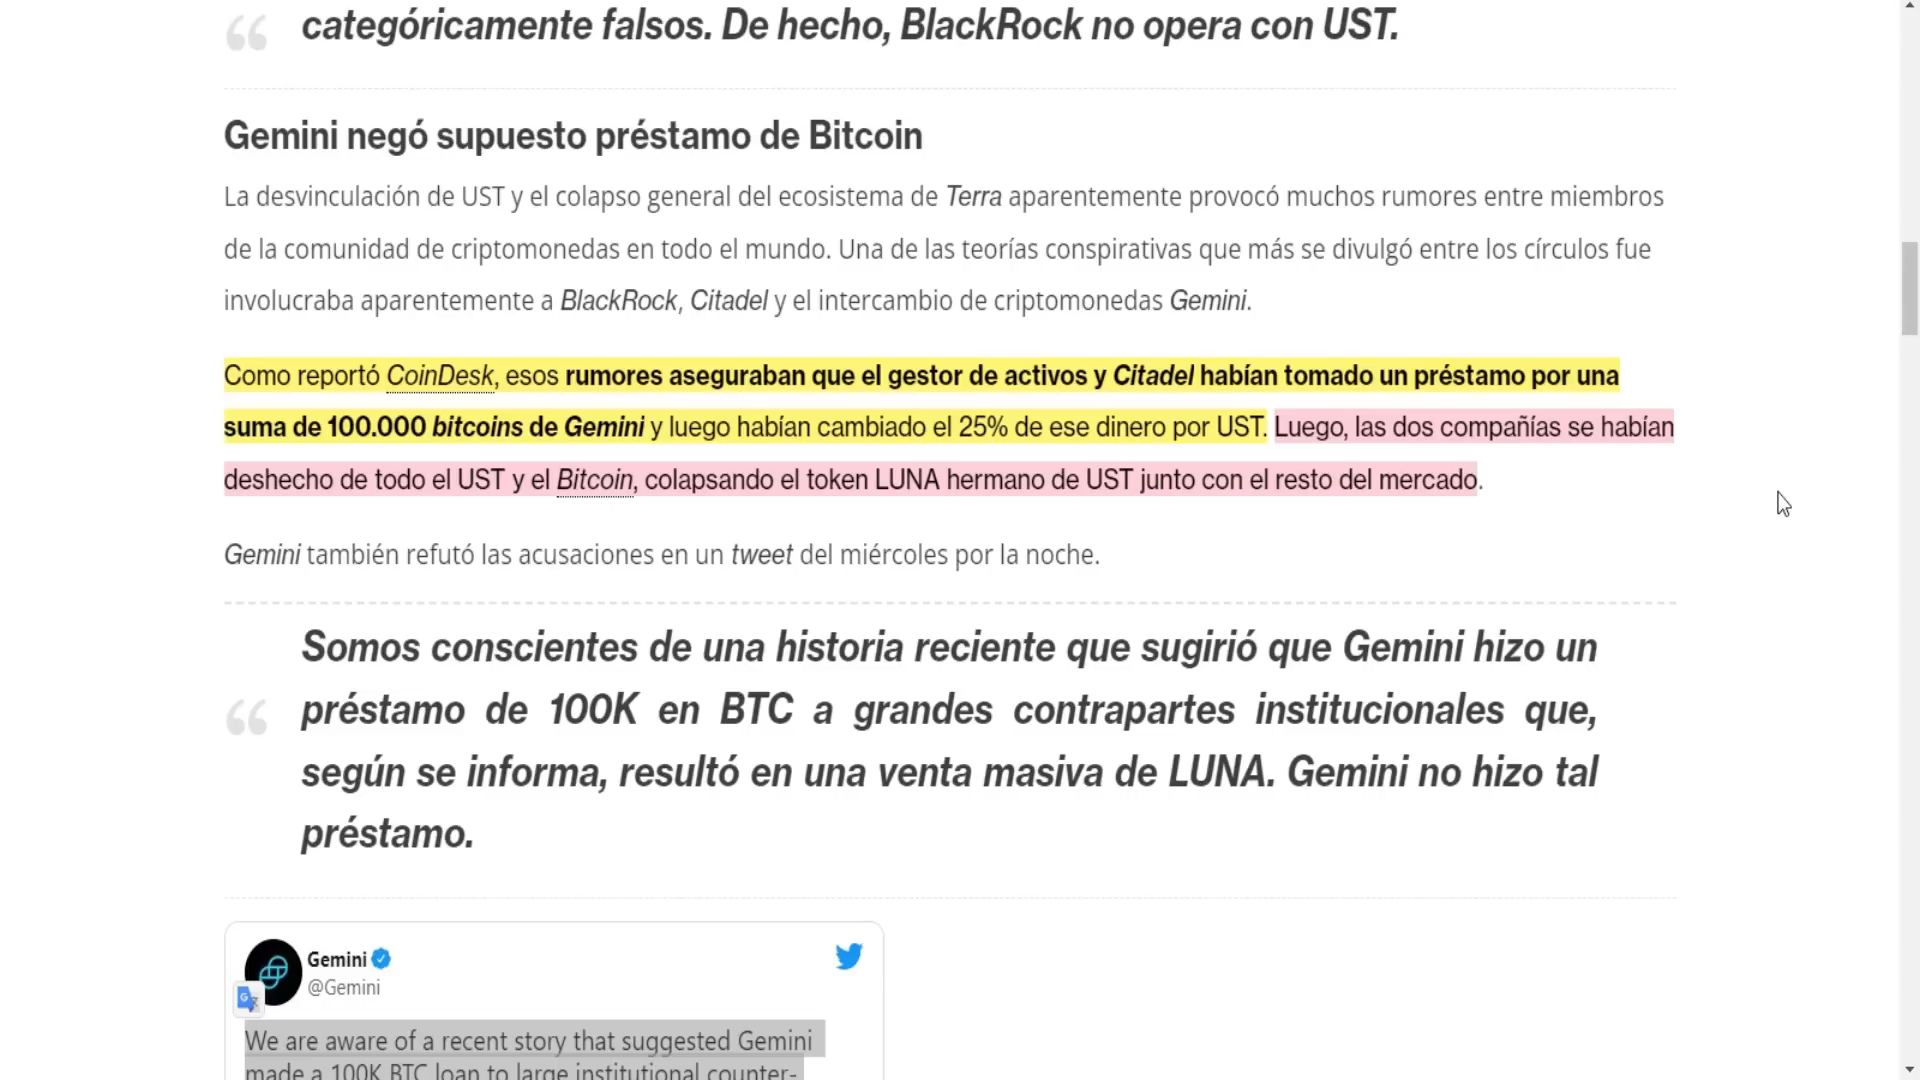 categóricamente falsos. De hecho, BlackRock no opera con UST.
Gemini negó supuesto préstamo de Bitcoin
La desvinculación de UST y el colapso general del ecosistema de Terra aparentemente provocó muchos rumores entre miembros
de la comunidad de criptomonedas en todo el mundo. Una de las teorías conspirativas que más se divulgó entre los círculos fue
involucraba aparentemente a BlackRock, Citadel y el intercambio de criptomonedas Gemini.
Como reportó CoinDesk, esos rumores aseguraban que el gestor de activos y Citadel habían tomado un préstamo por una
suma de 100.000 bitcoins de Gemini y luego habían cambiado el 25% de ese dinero por UST. Luego, las dos compañías se habían
deshecho de todo el UST y el Bitcoin, colapsando el token LUNA hermano de UST junto con el resto del mercado.
Gemini también refutó las acusaciones en un tweet del miércoles por la noche.
Somos conscientes de una historia reciente que sugirió que Gemini hizo un
préstamo de 100K en BTC a grandes contrapartes institucionales que,
según se informa, resultó en una venta masiva de LUNA. Gemini no hizo tal
préstamo.
Gemini
@Gemini
We are aware of a recent story that suggested Gemini
made a 100K BTC loan to large institutional counter-